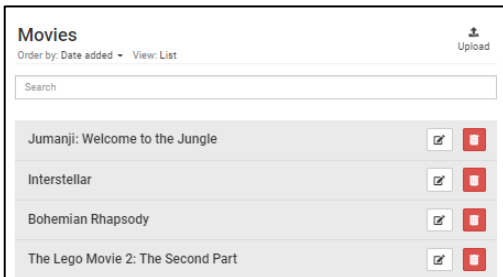 Movies
Order by: Date added View: List
Upload
Search
Jumanji: Welcome to the Jungle
Interstellar
Bohemian Rhapsody
The Lego Movie 2: The Second Part